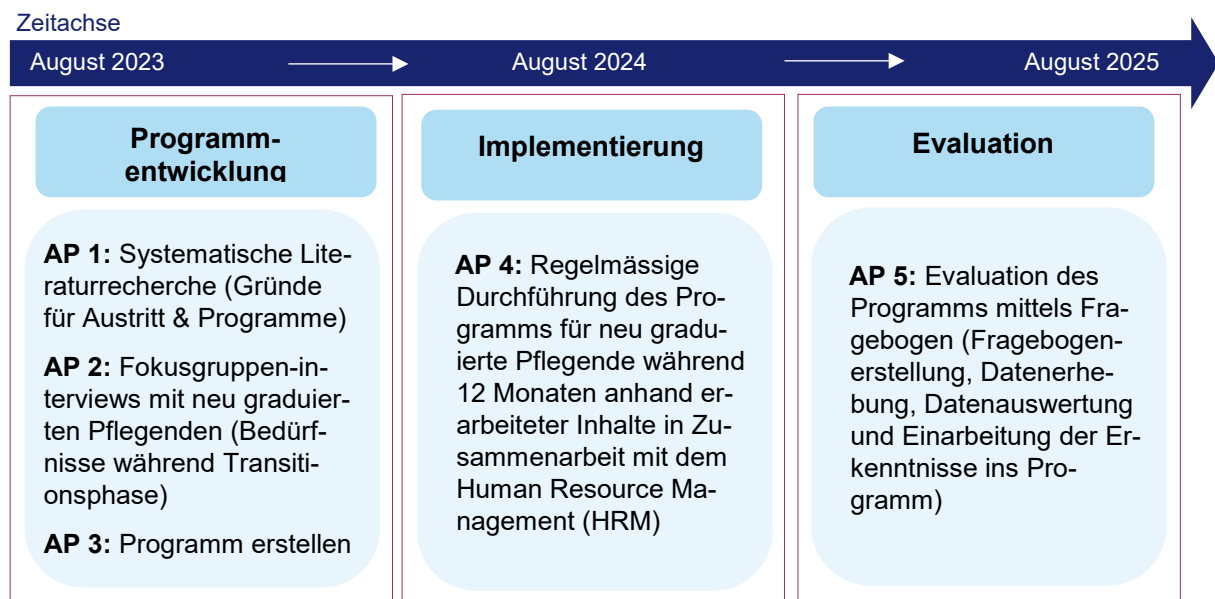 Zeitachse
August 2023
August 2024
August 2025
Programm-
entwicklung
AP 1: Systematische Lite-
raturrecherche (Gründe
für Austritt & Programme)
AP 2: Fokusgruppen-in-
terviews mit neu graduier-
ten Pflegenden (Bedürf-
nisse während Transiti-
onsphase)
AP 3: Programm erstellen
Implementierung
AP 4: Regelmässige
Durchführung des Pro-
gramms für neu gradu-
ierte Pflegende während
12 Monaten anhand er-
arbeiteter Inhalte in Zu-
sammenarbeit mit dem
Human Resource Ma-
nagement (HRM)
Evaluation
AP 5: Evaluation des
Programms mittels Fra-
gebogen (Fragebogen-
erstellung, Datenerhe-
bung, Datenauswertung
und Einarbeitung der Er-
kenntnisse ins Pro-
gramm)